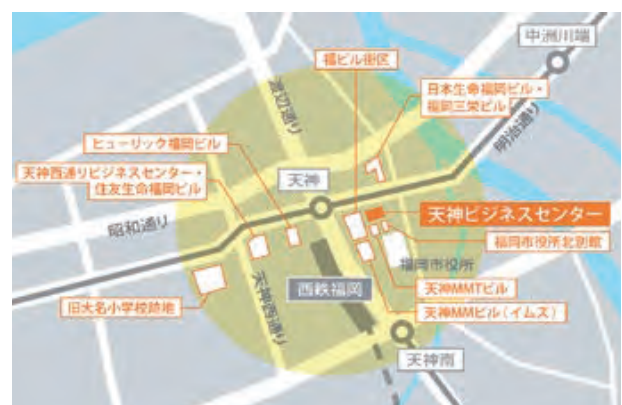 中洲川端
福ビル街区
日本生命福岡ビル・
福岡三栄ビル
渡辺通り
明治通り
ヒューリック福岡ビル
天神西通りビジネスセンター・
住友生命福岡ビル
天神
昭和通り
天神ビジネスセンター
福岡市役所北別館
福岡市役所
西鉄福岡
天神西通り
天神MMTビル
旧大名小学校跡地
天神MMビル(イムズ)
天神南